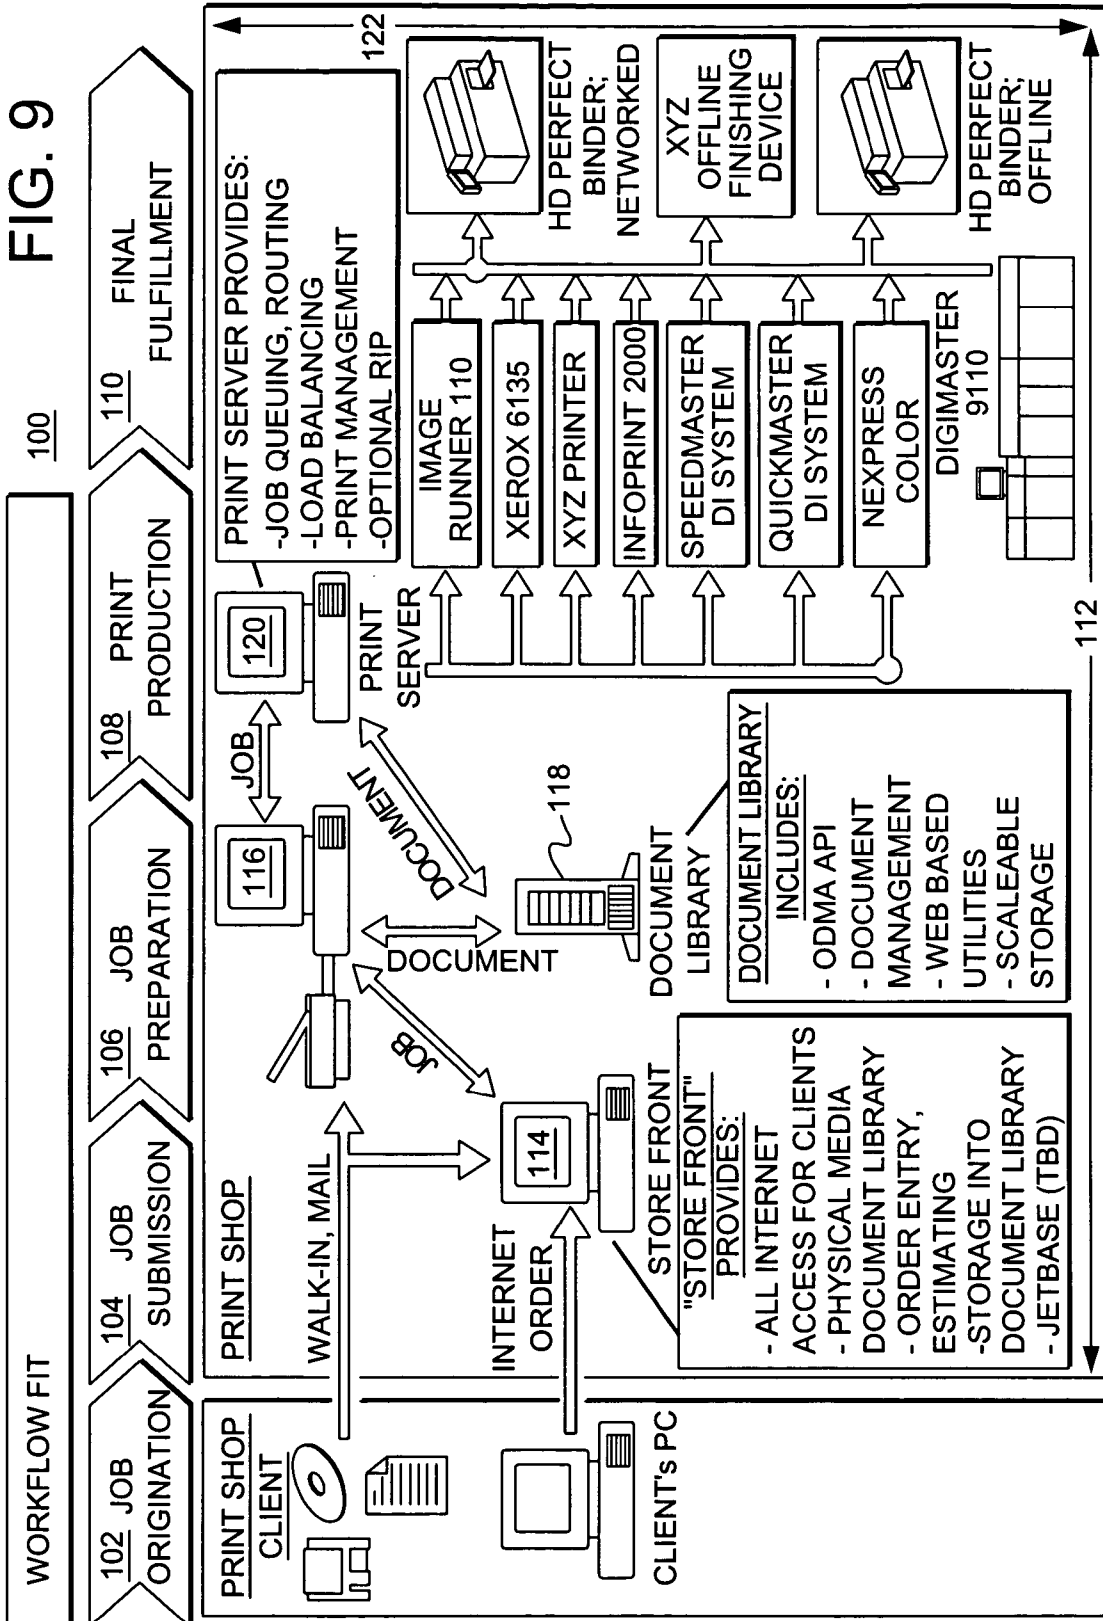 FIG. 9
WORKFLOW FIT
100
102 JOB
ORIGINATION
104 JOB
SUBMISSION
106 JOB
PREPARATION
108 PRINT
PRODUCTION
110 FINAL
FULFILLMENT
PRINT SHOP
CLIENT
CLIENT's PC
PRINT SHOP
WALK-IN, MAIL
INTERNET
ORDER
114
STORE FRONT
"STORE FRONT"
PROVIDES:
- ALL INTERNET
ACCESS FOR CLIENTS
- PHYSICAL MEDIA
DOCUMENT LIBRARY
- ORDER ENTRY,
ESTIMATING
-STORAGE INTO
DOCUMENT LIBRARY
- JETBASE (TBD)
JOB
116
DOCUMENT
JOB
DOCUMENT
118
DOCUMENT
LIBRARY
DOCUMENT LIBRARY
INCLUDES:
- ODMA API
- DOCUMENT
MANAGEMENT
- WEB BASED
UTILITIES
- SCALEABLE
STORAGE
120
PRINT
SERVER
PRINT SERVER PROVIDES:
-JOB QUEUING, ROUTING
-LOAD BALANCING
-PRINT MANAGEMENT
-OPTIONAL RIP
IMAGE
RUNNER 110
XEROX 6135
XYZ PRINTER
INFOPRINT 2000
SPEEDMASTER
DI SYSTEM
QUICKMASTER
DI SYSTEM
NEXPRESS
COLOR
DIGIMASTER
9110
122
HD PERFECT
BINDER;
NETWORKED
XYZ
OFFLINE
FINISHING
DEVICE
HD PERFECT
BINDER;
OFFLINE
112